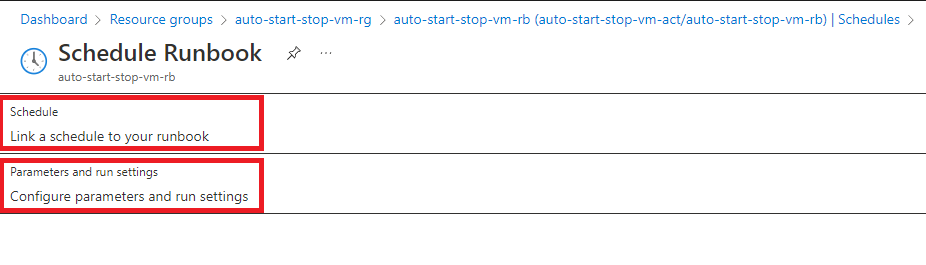 Dashboard > Resource groups > auto-start-stop-vm-rg > auto-start-stop-vm-rb (auto-start-stop-vm-act/auto-start-stop-vm-rb) | Schedules >
Schedule Runbook ...
auto-start-stop-vm-rb
Schedule
Link a schedule to your runbook
Parameters and run settings
Configure parameters and run settings